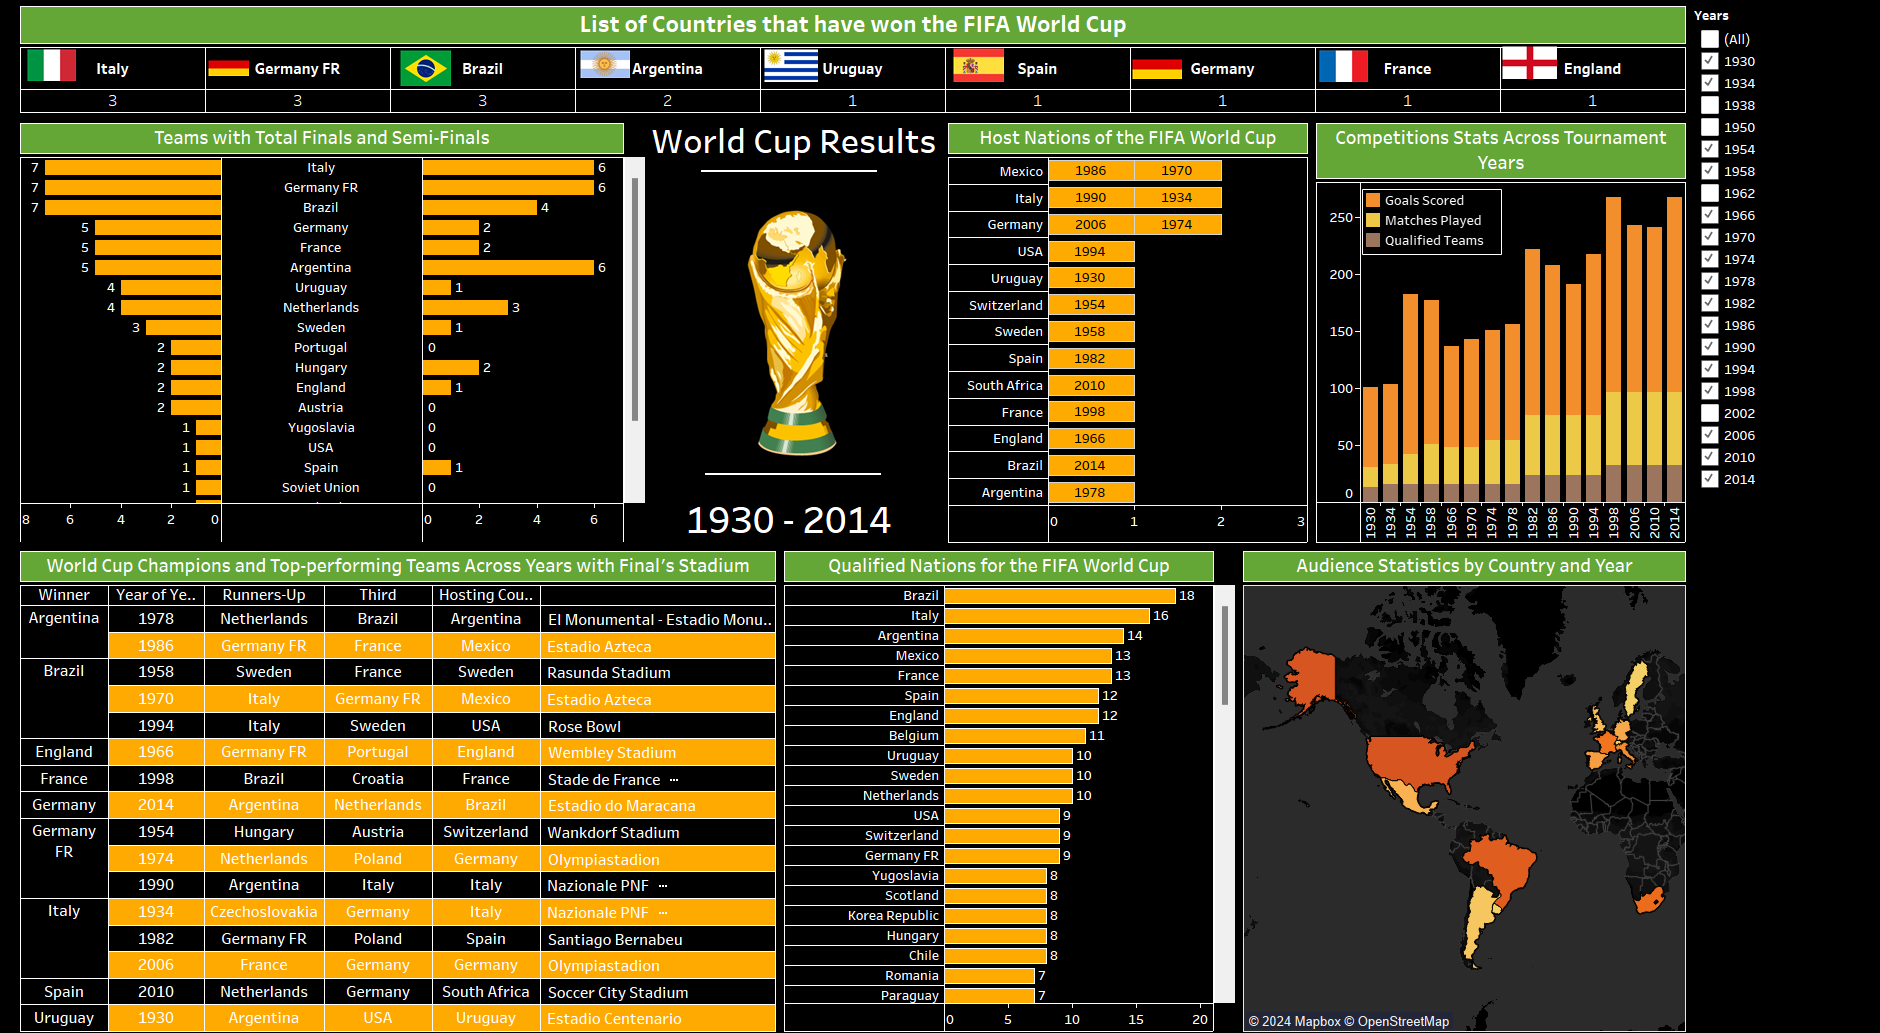 List of Countries that have won the FIFA World Cup
Italy Germany FR Brazil Argentina Uruguay Spain Germany France England
3 3 3 2 1 1 1 1 1
Years
(All)
1930
1934
1938
1950
1954
1958
1962
1966
1970
1974
1978
1982
1986
1990
1994
1998
2002
2006
2010
2014
Teams with Total Finals and Semi-Finals
7 Italy 6
7 Germany FR 6
7 Brazil 4
5 Germany 2
5 France 2
5 Argentina 6
4 Uruguay 1
4 Netherlands 3
3 Sweden 1
2 Portugal 0
2 Hungary 2
2 England 1
2 Austria 0
1 Yugoslavia 0
1 USA 0
1 Spain 1
1 Soviet Union 0
8 6 4 2 0 0 2 4 6
World Cup Results
1930 - 2014
Host Nations of the FIFA World Cup
Mexico 1986 1970
Italy 1990 1934
Germany 2006 1974
USA 1994
Uruguay 1930
Switzerland 1954
Sweden 1958
Spain 1982
South Africa 2010
France 1998
England 1966
Brazil 2014
Argentina 1978
0 1 2 3
Competitions Stats Across Tournament
Years
Goals Scored
Matches Played
Qualified Teams
250
200
150
100
50
0
1930 1934 1954 1958 1966 1970 1974 1978 1982 1986 1990 1994 1998 2006 2010 2014
World Cup Champions and Top-performing Teams Across Years with Final's Stadium
Winner Year of Ye.. Runners-Up Third Hosting Cou..
Argentina 1978 Netherlands Brazil Argentina El Monumental - Estadio Monu..
1986 Germany FR France Mexico Estadio Azteca
Brazil 1958 Sweden France Sweden Rasunda Stadium
1970 Italy Germany FR Mexico Estadio Azteca
1994 Italy Sweden USA Rose Bowl
England 1966 Germany FR Portugal England Wembley Stadium
France 1998 Brazil Croatia France Stade de France ...
Germany 2014 Argentina Netherlands Brazil Estadio do Maracana
Germany FR 1954 Hungary Austria Switzerland Wankdorf Stadium
1974 Netherlands Poland Germany Olympiastadion
1990 Argentina Italy Italy Nazionale PNF ...
Italy 1934 Czechoslovakia Germany Italy Nazionale PNF ...
1982 Germany FR Poland Spain Santiago Bernabeu
2006 France Germany Germany Olympiastadion
Spain 2010 Netherlands Germany South Africa Soccer City Stadium
Uruguay 1930 Argentina USA Uruguay Estadio Centenario
Qualified Nations for the FIFA World Cup
Brazil 18
Italy 16
Argentina 14
Mexico 13
France 13
Spain 12
England 12
Belgium 11
Uruguay 10
Sweden 10
Netherlands 10
USA 9
Switzerland 9
Germany FR 9
Yugoslavia 8
Scotland 8
Korea Republic 8
Hungary 8
Chile 8
Romania 7
Paraguay 7
0 5 10 15 20
Audience Statistics by Country and Year
© 2024 Mapbox © OpenStreetMap